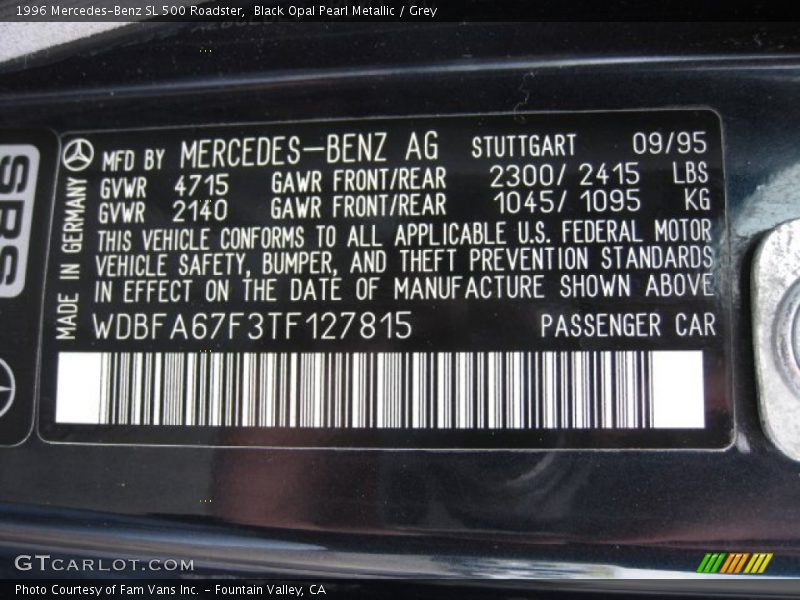 1996 Mercedes-Benz SL 500 Roadster,  Black Opal Pearl Metallic / Grey
SRS
MADE IN GERMANY
MFD BY MERCEDES-BENZ AG STUTTGART 09/95
GVWR 4715 GAWR FRONT/REAR 2300/ 2415 LBS
GVWR 2140 GAWR FRONT/REAR 1045/ 1095 KG
THIS VEHICLE CONFORMS TO ALL APPLICABLE U.S. FEDERAL MOTOR
VEHICLE SAFETY, BUMPER, AND THEFT PREVENTION STANDARDS
IN EFFECT ON THE DATE OF MANUFACTURE SHOWN ABOVE
WDBFA67F3TF127815 PASSENGER CAR
GTCARLOT.COM
Photo Courtesy of Fam Vans Inc. - Fountain Valley, CA